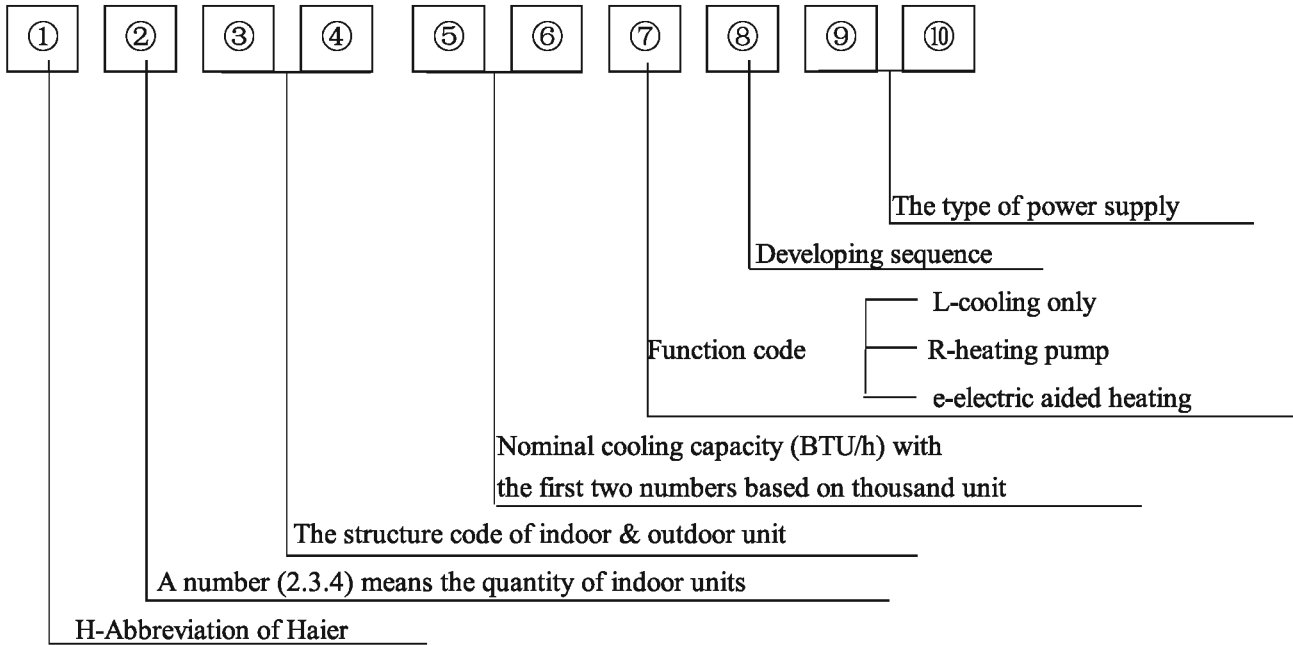 ① ② ③ ④ ⑤ ⑥ ⑦ ⑧ ⑨ ⑩
The type of power supply
Developing sequence
L-cooling only
Function code R-heating pump
e-electric aided heating
Nominal cooling capacity (BTU/h) with
the first two numbers based on thousand unit
The structure code of indoor & outdoor unit
A number (2.3.4) means the quantity of indoor units
H-Abbreviation of Haier